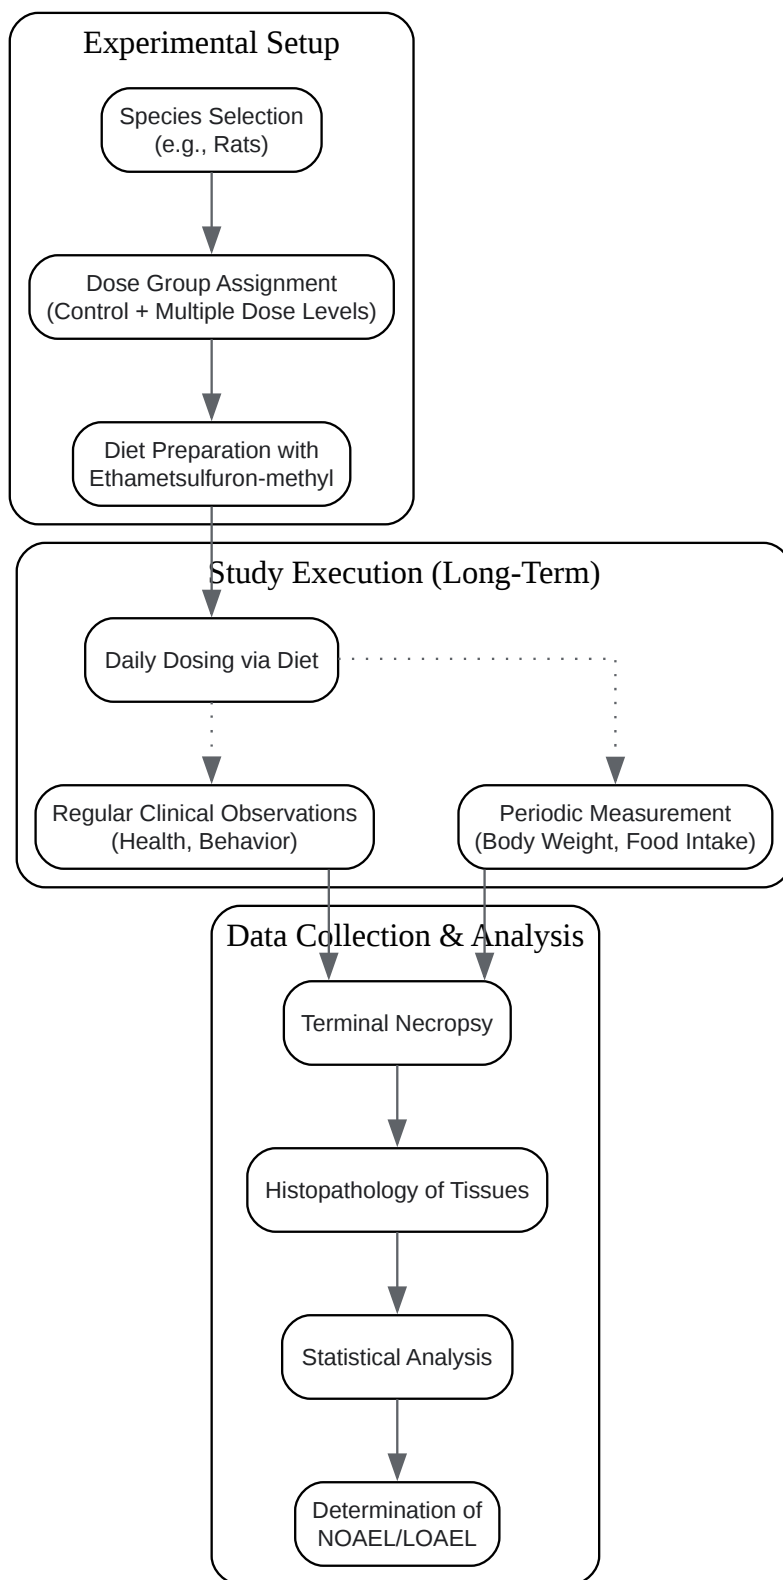 Experimental Setup
Species Selection
(e.g., Rats)
Dose Group Assignment
(Control + Multiple Dose Levels)
Diet Preparation with
Ethametsulfuron-methyl
Study Execution (Long-Term)
Daily Dosing via Diet
Regular Clinical Observations
(Health, Behavior)
Periodic Measurement
(Body Weight, Food Intake)
Data Collection & Analysis
Terminal Necropsy
Histopathology of Tissues
Statistical Analysis
Determination of
NOAEL/LOAEL